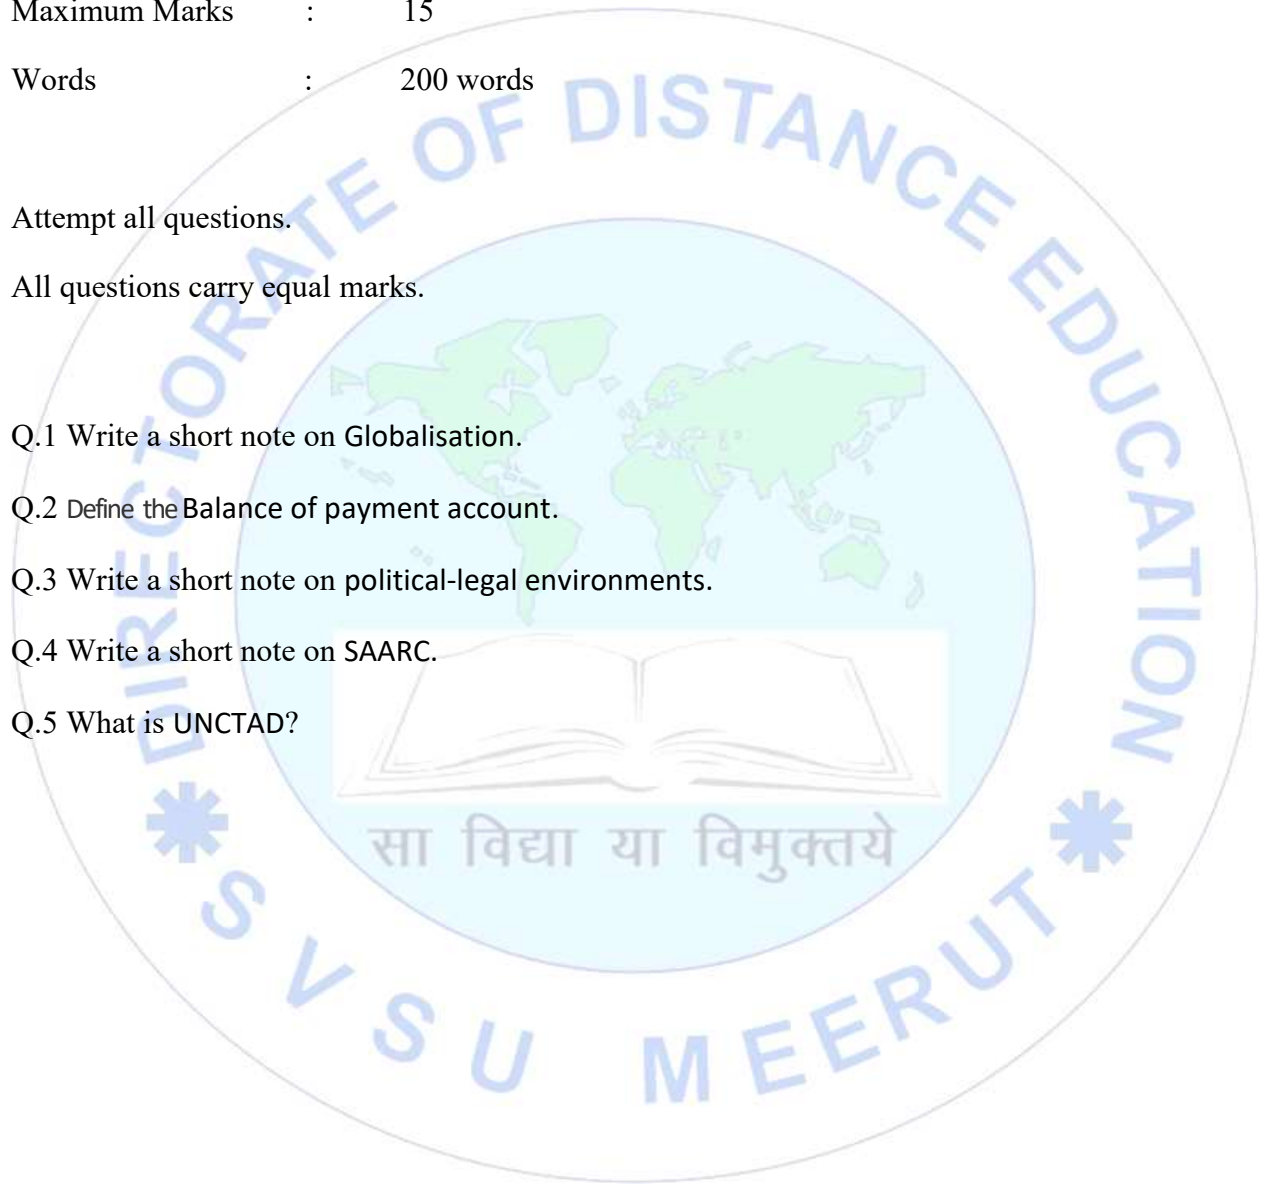 Maximum Marks : 15
Words : 200 words
Attempt all questions.
All questions carry equal marks.
Q.1 Write a short note on Globalisation.
Q.2 Define the Balance of payment account.
Q.3 Write a short note on political-legal environments.
Q.4 Write a short note on SAARC.
Q.5 What is UNCTAD?
DIRECTORATE OF DISTANCE EDUCATION
सा विद्या या विमुक्तये
S V S U MEERUT